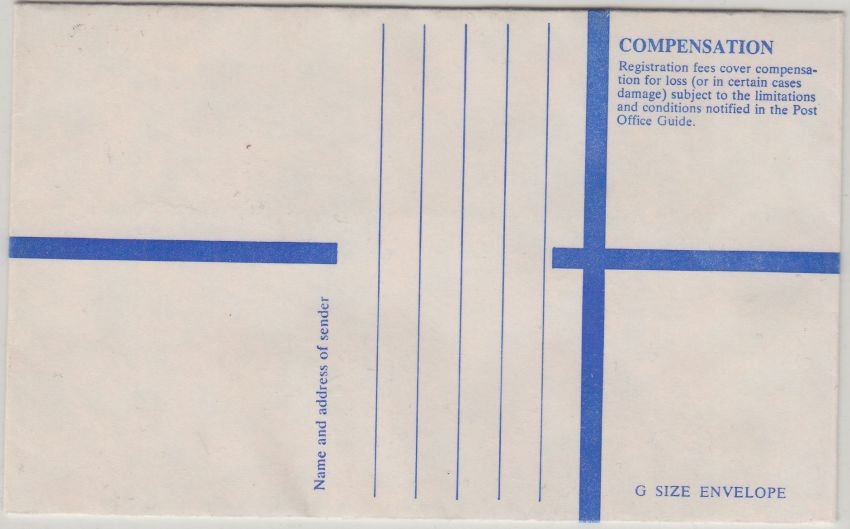 COMPENSATION
Registration fees cover compensa-
tion for loss (or in certain cases
damage) subject to the limitations
and conditions notified in the Post
Office Guide.
Name and address of sender
G SIZE ENVELOPE